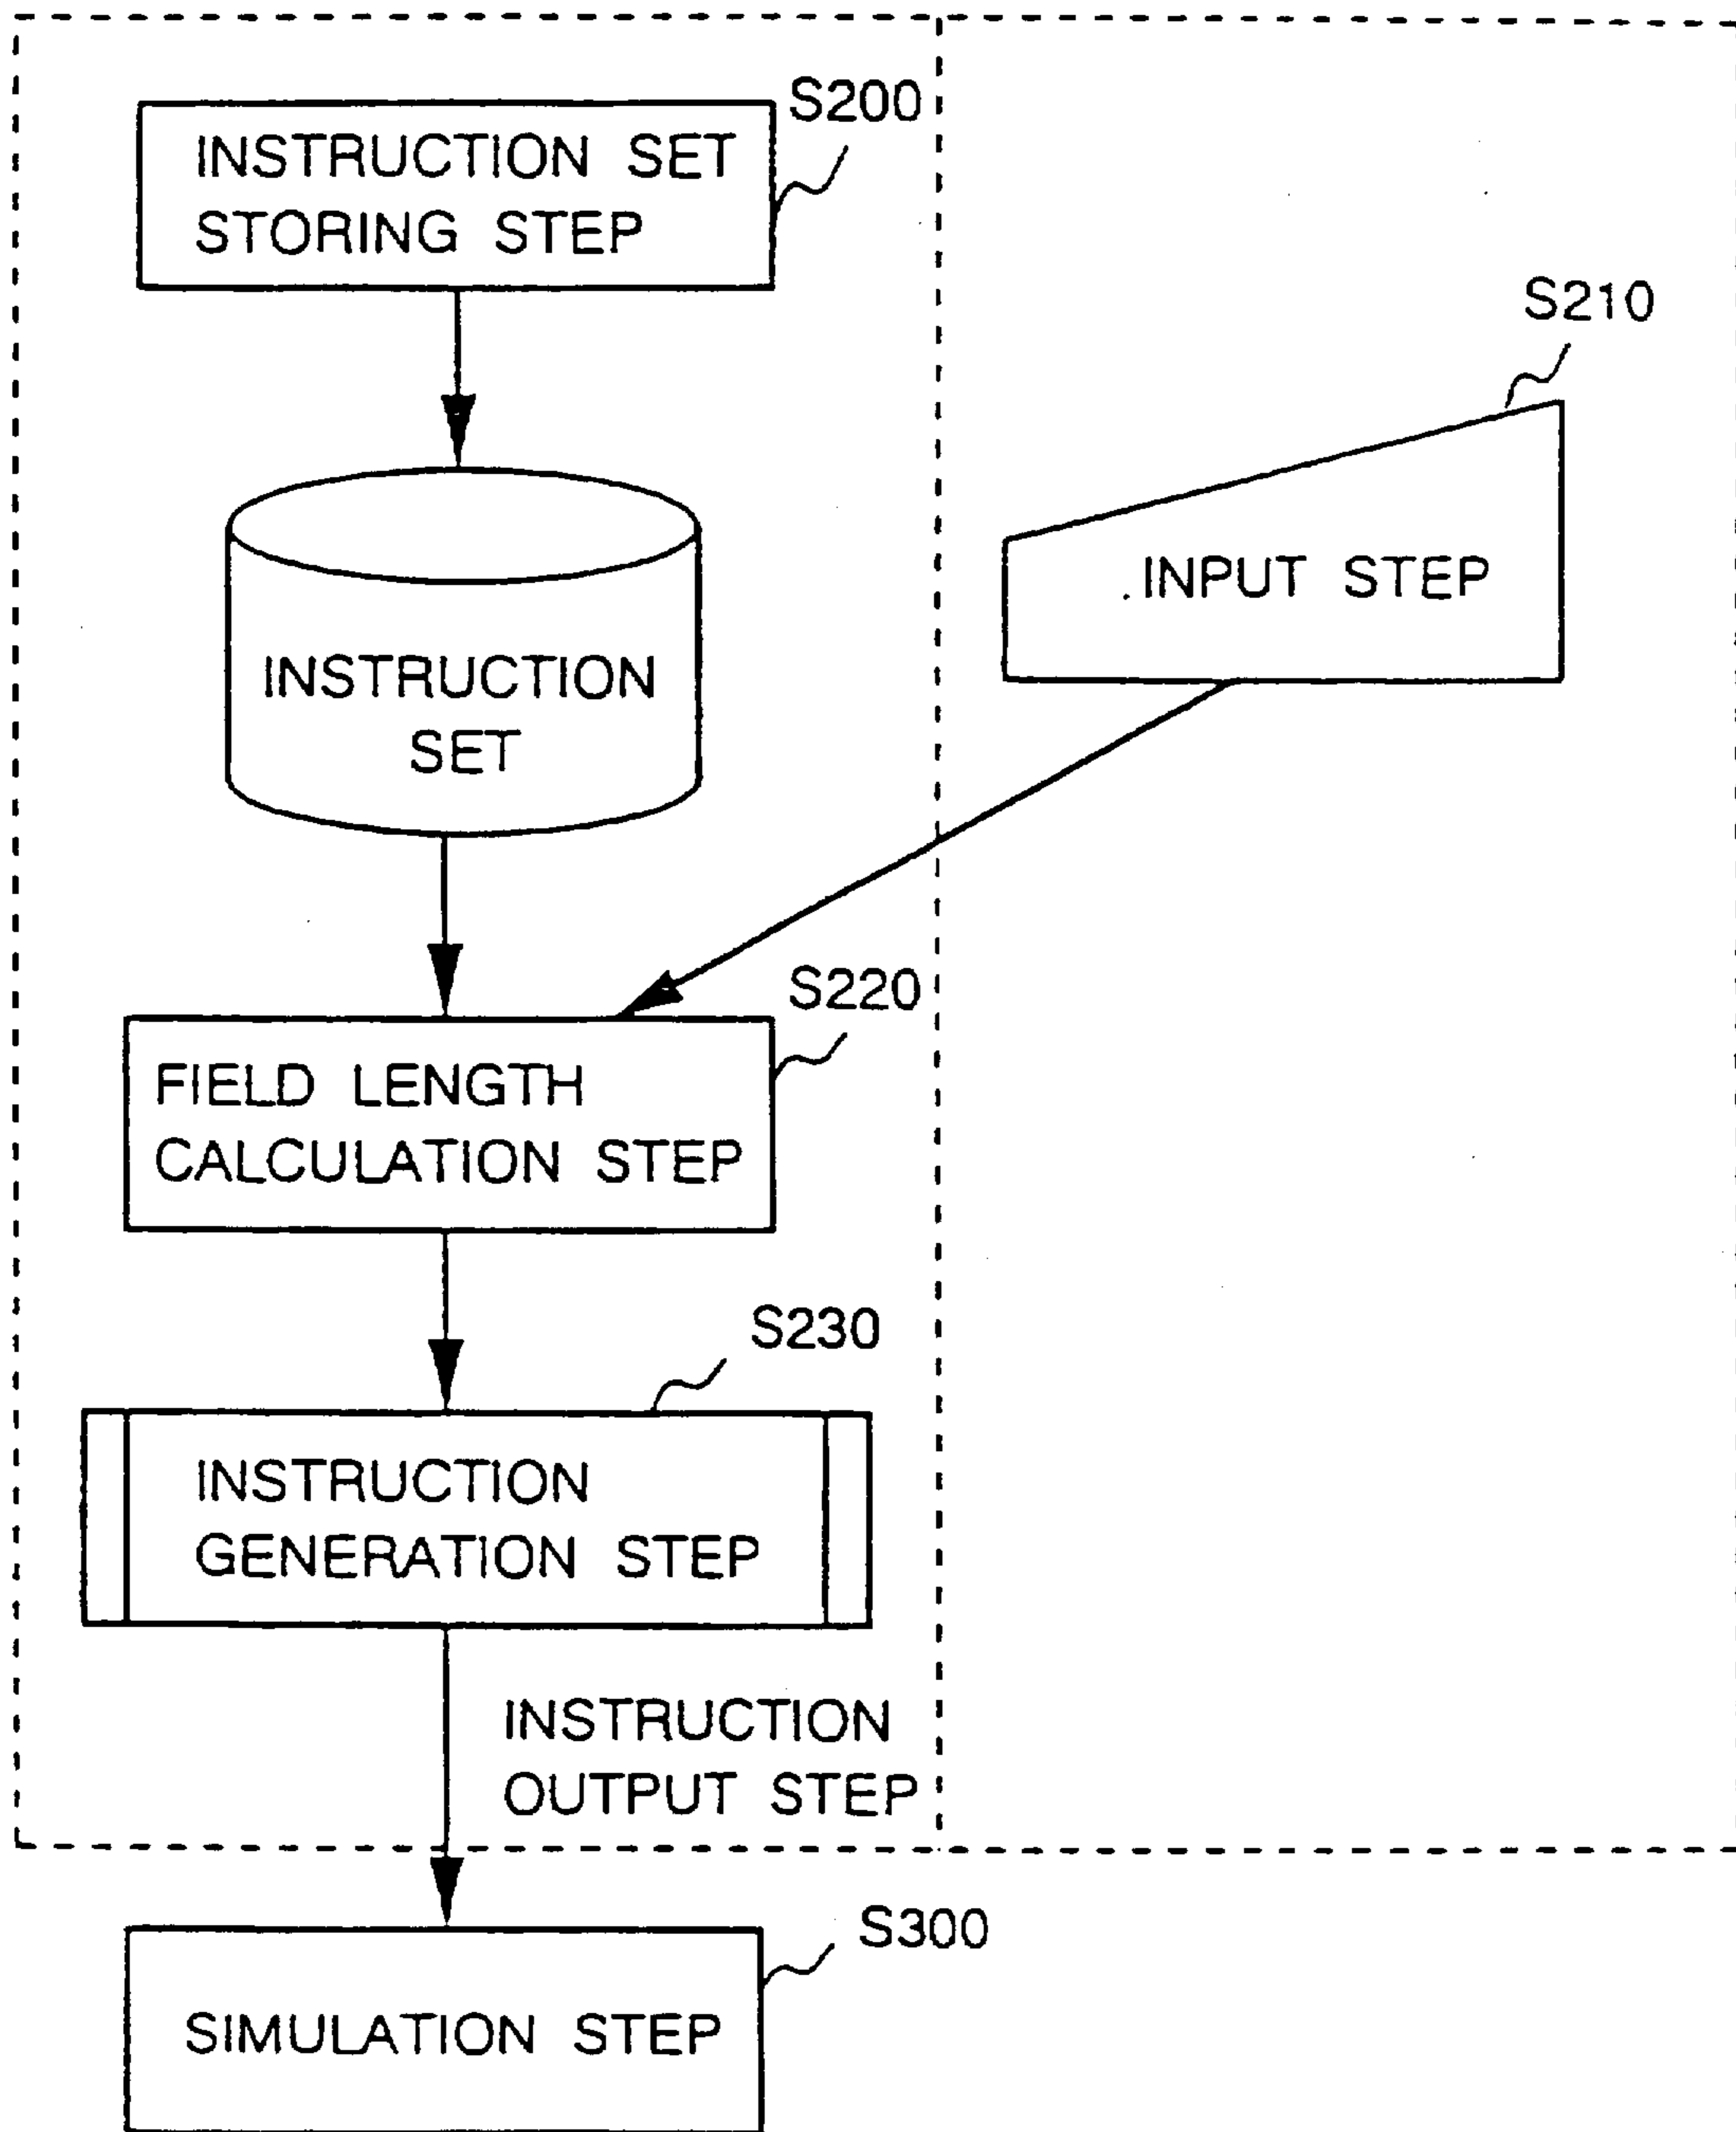 S200
INSTRUCTION SET
STORING STEP
S210
INPUT STEP
INSTRUCTION
SET
S220
FIELD LENGTH
CALCULATION STEP
S230
INSTRUCTION
GENERATION STEP
INSTRUCTION
OUTPUT STEP
S300
SIMULATION STEP